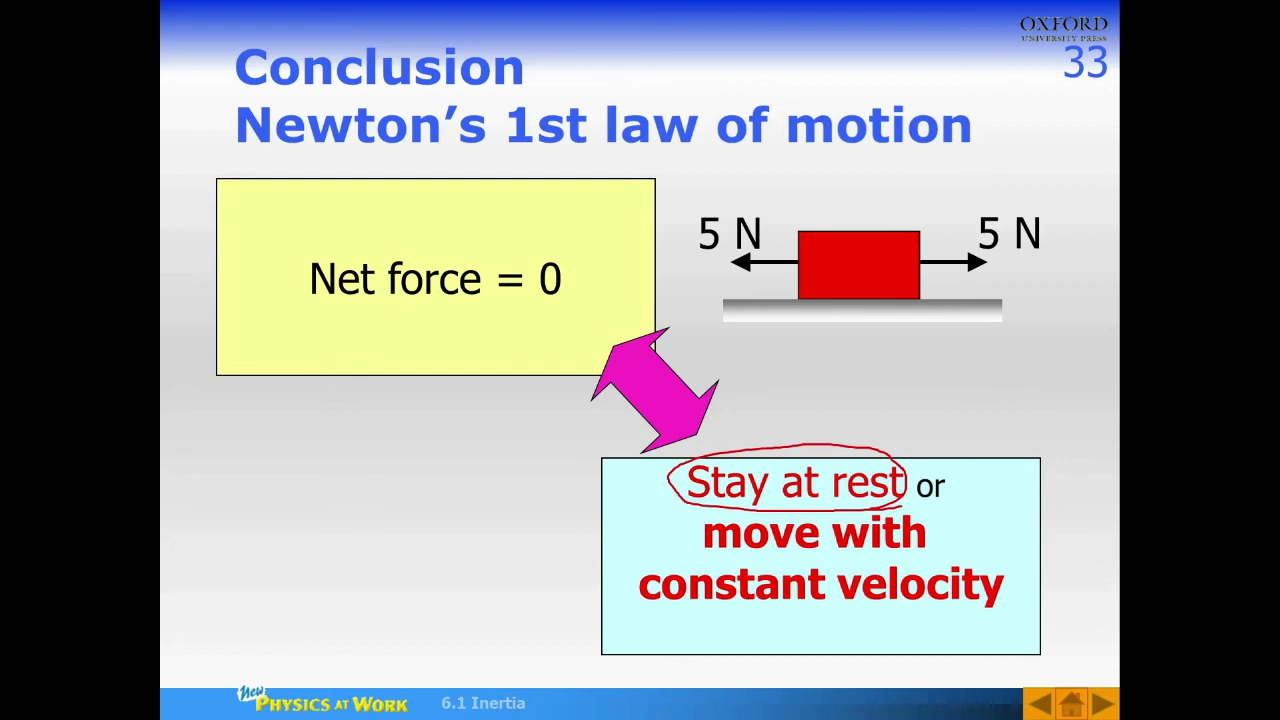 OXFORD
UNIVERSITY PRESS
33
Conclusion
Newton’s 1st law of motion
Net force = 0
5 N
5 N
Stay at rest or
move with
constant velocity
New
PHYSICS AT WORK
6.1 Inertia